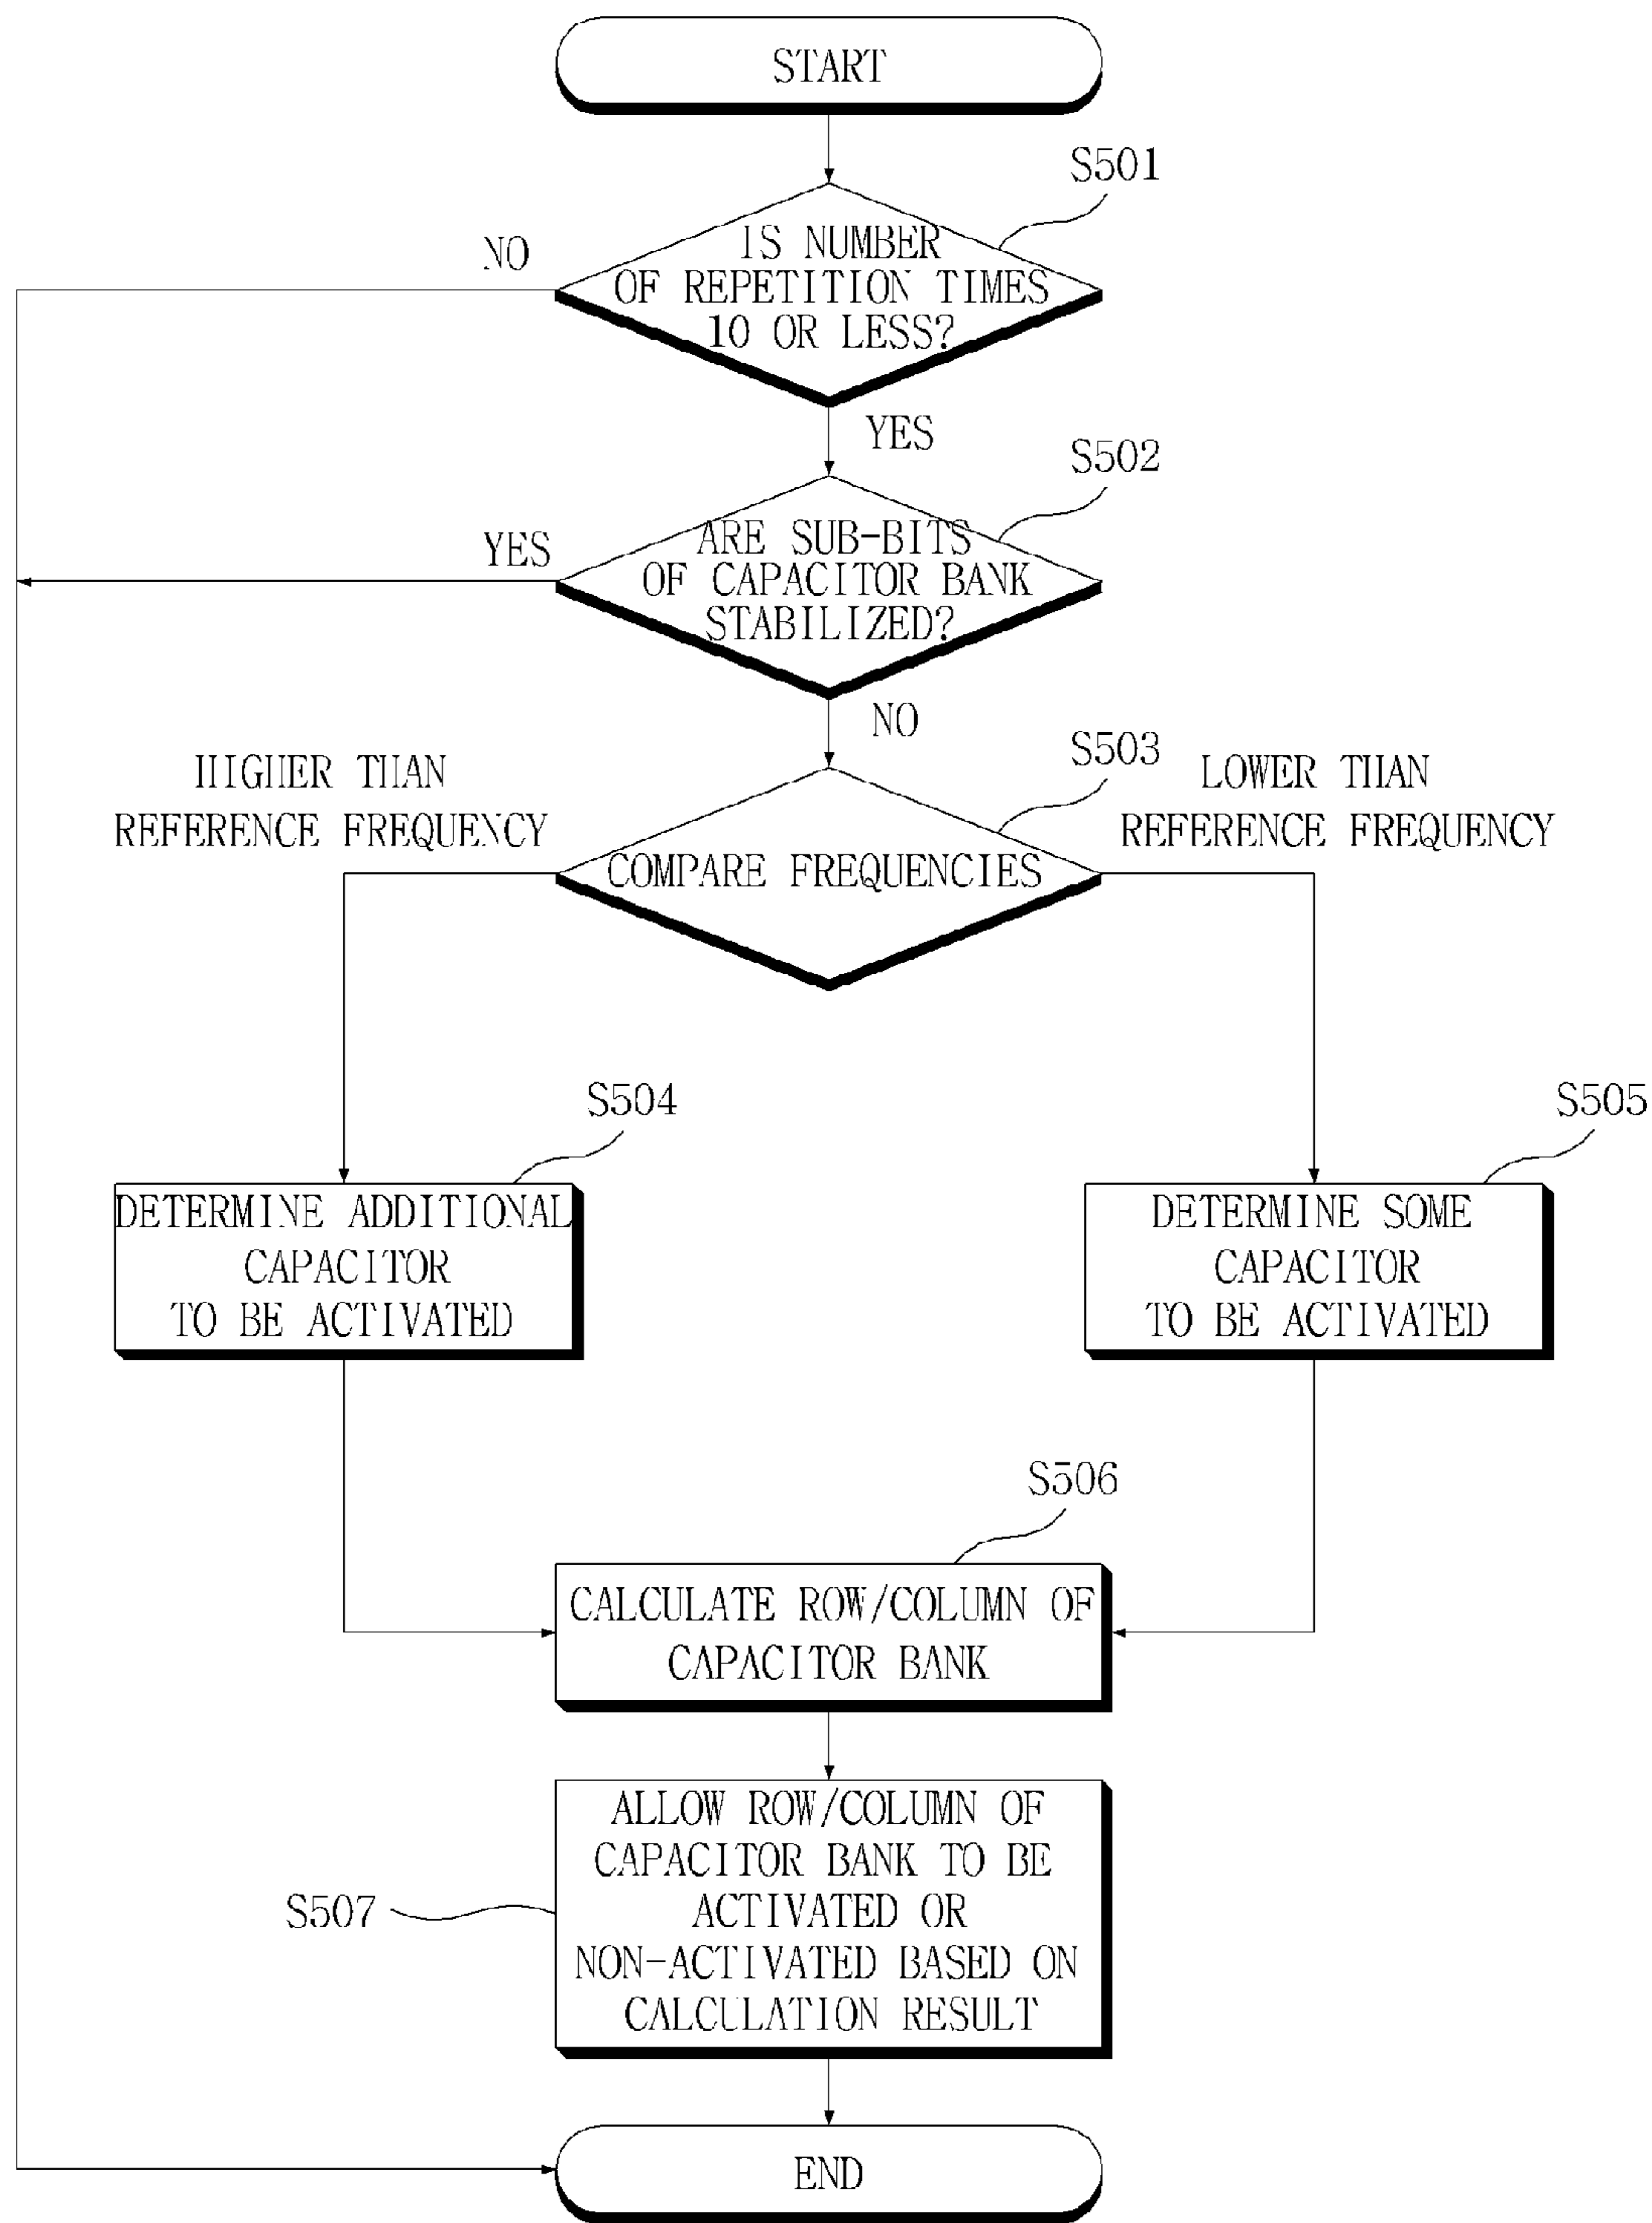 START
S501
NO
IS NUMBER
OF REPETITION TIMES
10 OR LESS?
YES
S502
YES
ARE SUB-BITS
OF CAPACITOR BANK
STABILIZED?
NO
S503
HIGHER THAN
REFERENCE FREQUENCY
LOWER THAN
REFERENCE FREQUENCY
COMPARE FREQUENCIES
S504
S505
DETERMINE ADDITIONAL
CAPACITOR
TO BE ACTIVATED
DETERMINE SOME
CAPACITOR
TO BE ACTIVATED
S506
CALCULATE ROW/COLUMN OF
CAPACITOR BANK
S507
ALLOW ROW/COLUMN OF
CAPACITOR BANK TO BE
ACTIVATED OR
NON-ACTIVATED BASED ON
CALCULATION RESULT
END